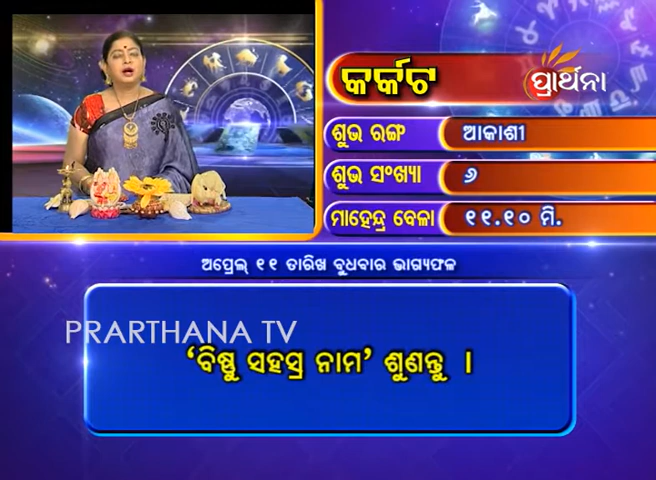 କର୍କଟ
ପ୍ରାର୍ଥନା
ଶୁଭ ରଙ୍ଗ ଆକାଶୀ
ଶୁଭ ସଂଖ୍ୟା ୬
ମାହେନ୍ଦ୍ର ବେଳା ୧୧.୧୦ ମି.
ଅପ୍ରେଲ୍ ୧୧ ତାରିଖ ବୁଧବାର ଭାଗ୍ୟଫଳ
PRARTHANA TV
‘ବିଷ୍ଣୁ ସହସ୍ର ନାମ’ ଶୁଣନ୍ତୁ ।